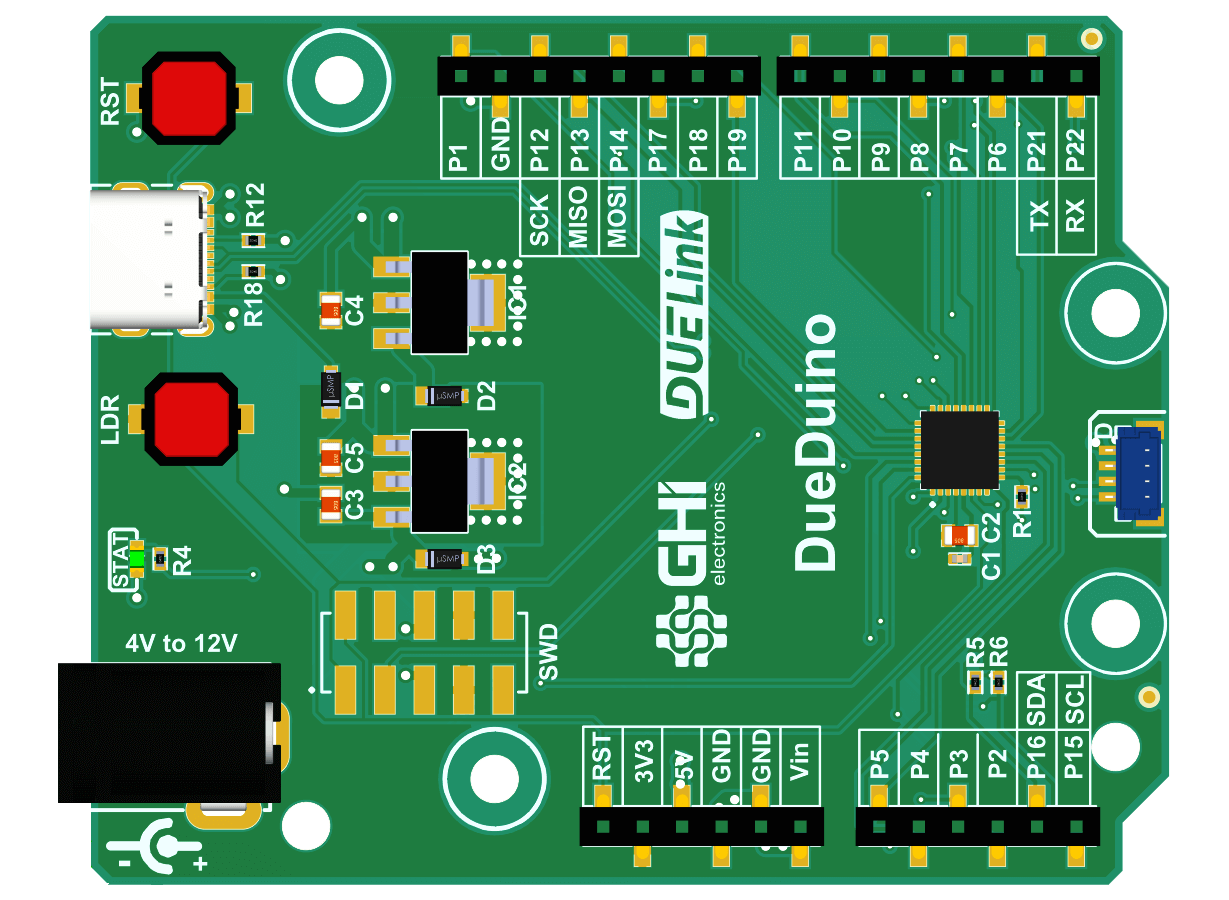 RST
P1
GND
P12
P13
P14
P17
P18
P19
P11
P10
P9
P8
P7
P6
P21
P22
SCK
MISO
MOSI
TX
RX
R12
R18
C4
IC1
DUELink
DueDuino
LDR
D1
D2
C5
C3
IC2
µSMP
µSMP
µSMP
D3
D
GHI
electronics
R1
C1
C2
STAT
R4
4V to 12V
SWD
R5
R6
SDA
SCL
RST
3V3
5V
GND
GND
Vin
P5
P4
P3
P2
P16
P15
-
+